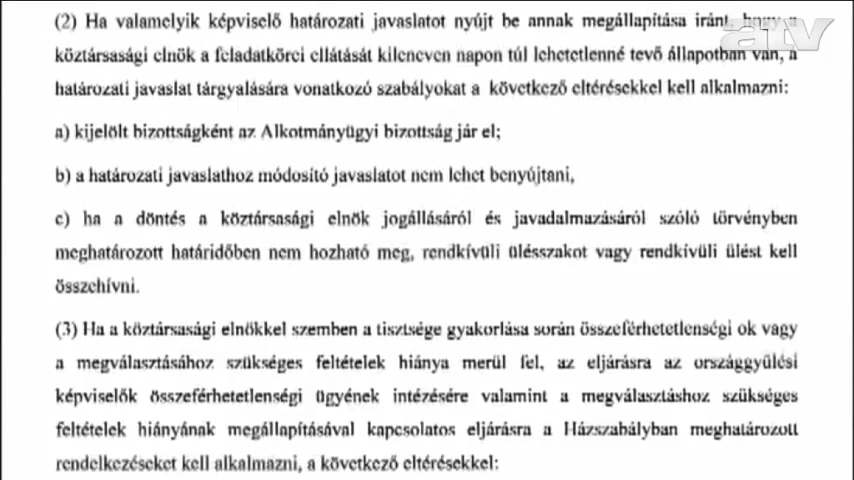 (2) Ha valamelyik képviselő határozati javaslatot nyújt be annak megállapítása iránt, hogy a
atv
köztársasági elnök a feladatkörei ellátását kilencven napon túl lehetetlenné tevő állapotban van, a
határozati javaslat tárgyalására vonatkozó szabályokat a következő eltérésekkel kell alkalmazni:
a) kijelölt bizottságként az Alkotmányügyi bizottság jár el;
b) a határozati javaslathoz módosító javaslatot nem lehet benyújtani,
c) ha a döntés a köztársasági elnök jogállásáról és javadalmazásáról szóló törvényben
meghatározott határidőben nem hozható meg, rendkívüli ülésszakot vagy rendkívüli ülést kell
összehívni.
(3) Ha a köztársasági elnökkel szemben a tisztsége gyakorlása során összeférhetetlenségi ok vagy
a megválasztásához szükséges feltételek hiánya merül fel, az eljárásra az országgyűlési
képviselők összeférhetetlenségi ügyének intézésére valamint a megválasztáshoz szükséges
feltételek hiányának megállapításával kapcsolatos eljárásra a Házszabályban meghatározott
rendelkezéseket kell alkalmazni, a következő eltérésekkel: